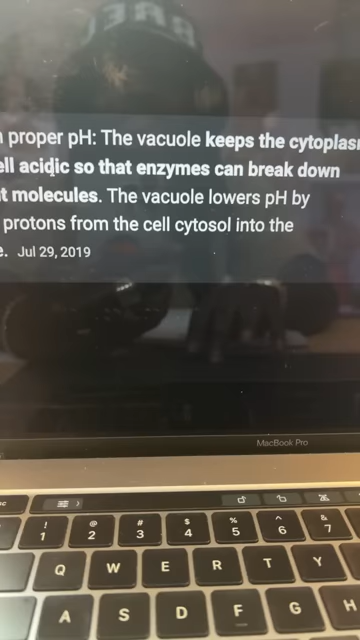 proper pH: The vacuole keeps the
acidic so that enzymes can break down
molecules. The vacuole lowers pH by
protons from the cell cytosol into the
Jul 29, 2019
MacBook Pro
! @ # $ % ^ &
1 2 3 4 5 6 7
Q W E R T Y
A S D F G H